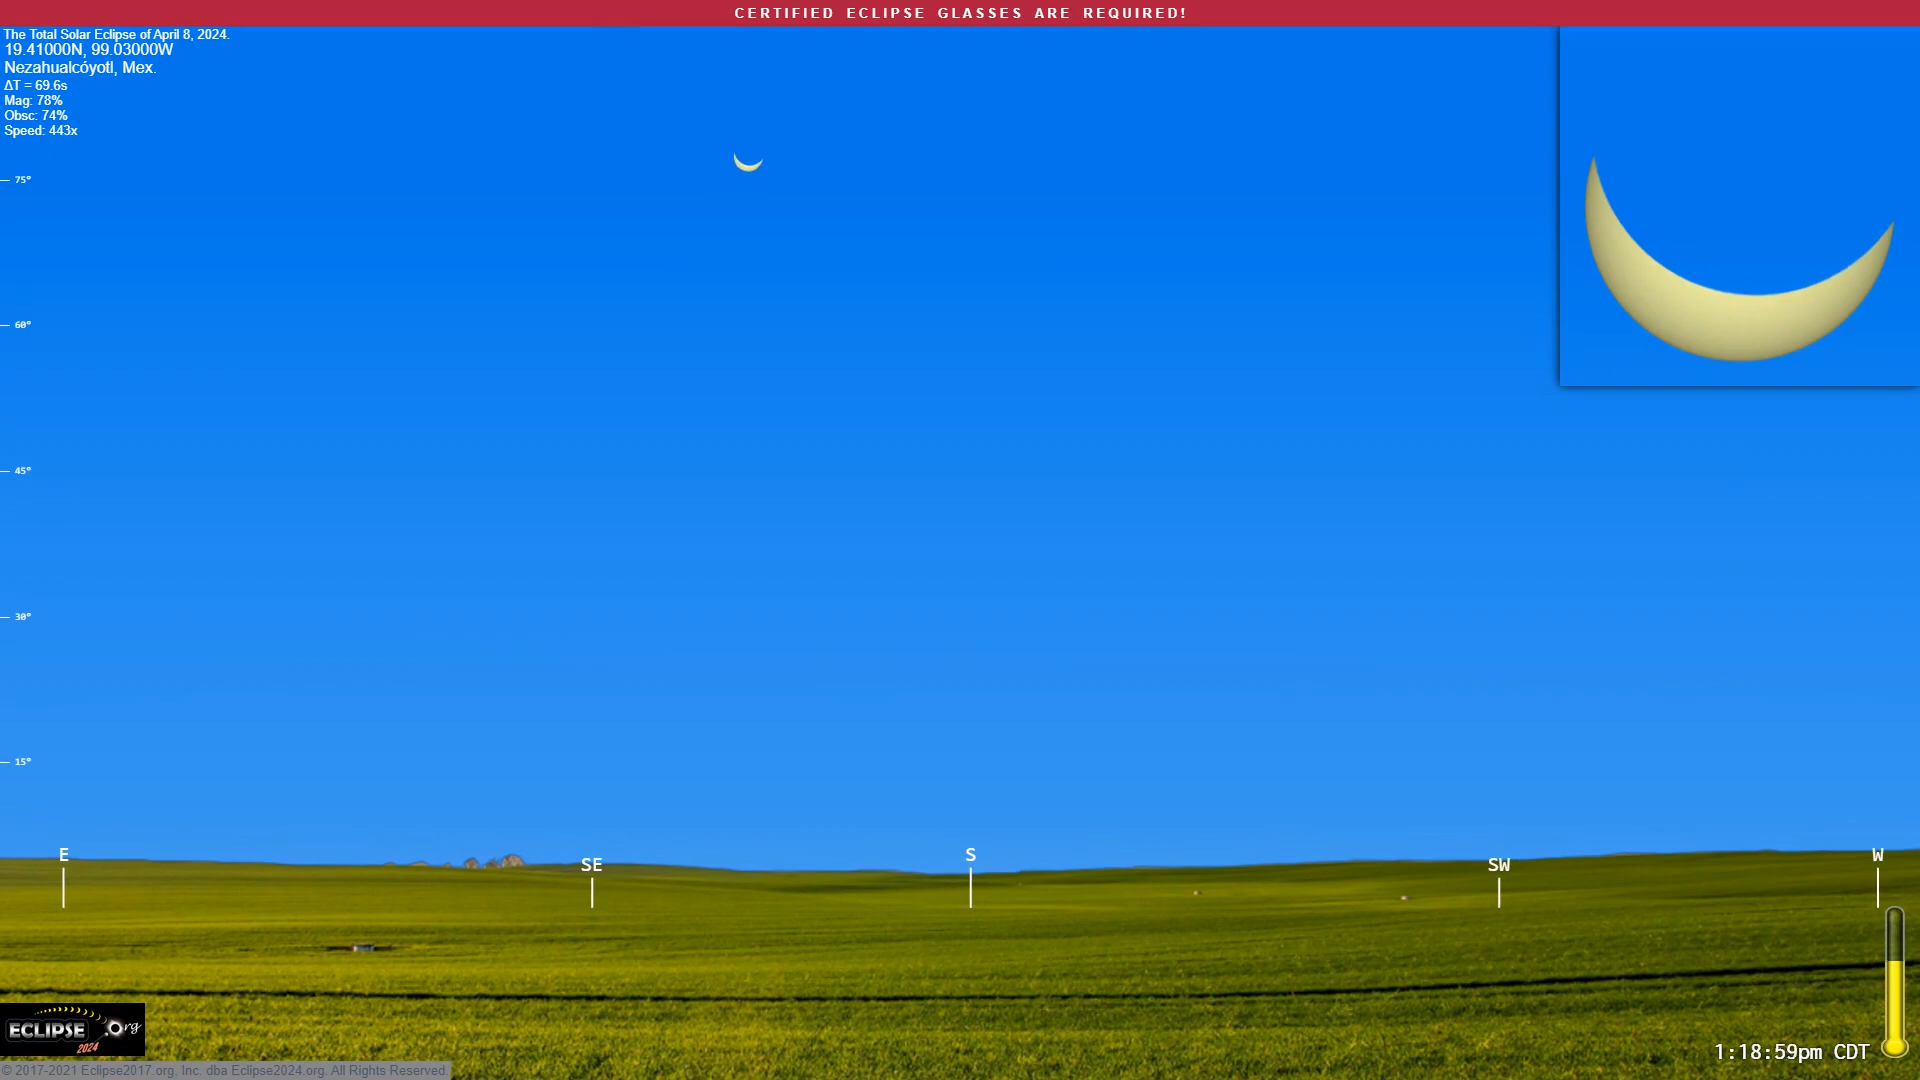 CERTIFIED ECLIPSE GLASSES ARE REQUIRED!
The Total Solar Eclipse of April 8, 2024.
19.41000N, 99.03000W
Nezahualcóyotl, Mex.
ΔT = 69.6s
Mag: 78%
Obsc: 74%
Speed: 443x
75°
60°
45°
30°
15°
E
SE
S
SW
W
ECLIPSE.Org
2024
1:18:59pm CDT
© 2017-2021 Eclipse2017.org. Inc. dba Eclipse2024.org. All Rights Reserved.